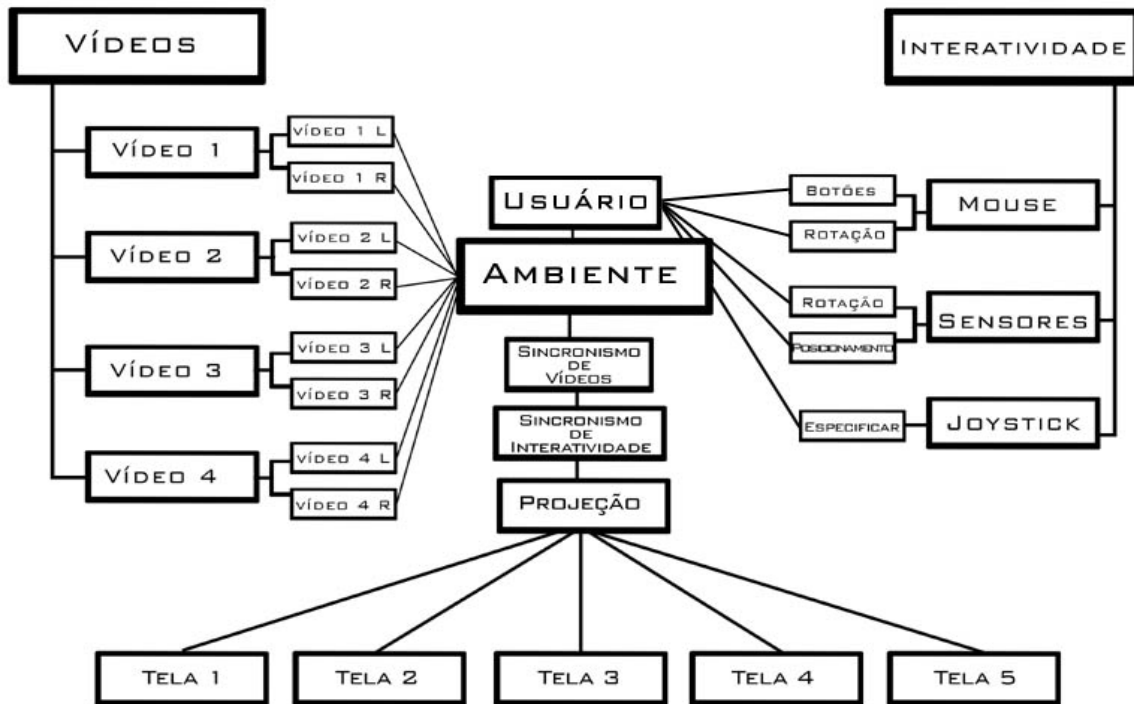 VÍDEOS
VÍDEO 1
VÍDEO 1 L
VÍDEO 1 R
VÍDEO 2
VÍDEO 2 L
VÍDEO 2 R
VÍDEO 3
VÍDEO 3 L
VÍDEO 3 R
VÍDEO 4
VÍDEO 4 L
VÍDEO 4 R
USUÁRIO
AMBIENTE
SINCRONISMO
DE
VÍDEOS
SINCRONISMO
DE
INTERATIVIDADE
PROJEÇÃO
INTERATIVIDADE
BOTÕES
ROTAÇÃO
MOUSE
ROTAÇÃO
POSICIONAMENTO
SENSORES
ESPECIFICAR
JOYSTICK
TELA 1
TELA 2
TELA 3
TELA 4
TELA 5